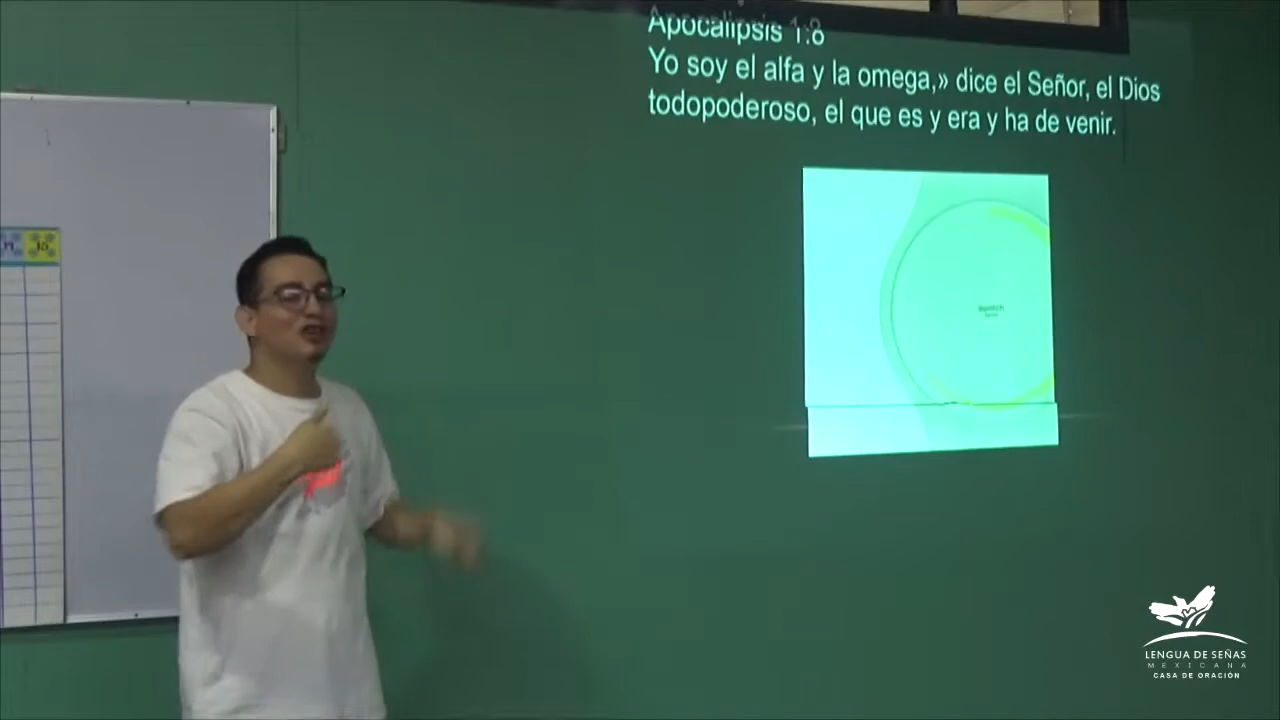 Apocalipsis 1:8
Yo soy el alfa y la omega,» dice el Señor, el Dios
todopoderoso, el que es y era y ha de venir.
LENGUA DE SEÑAS
MEXICANA
CASA DE ORACIÓN